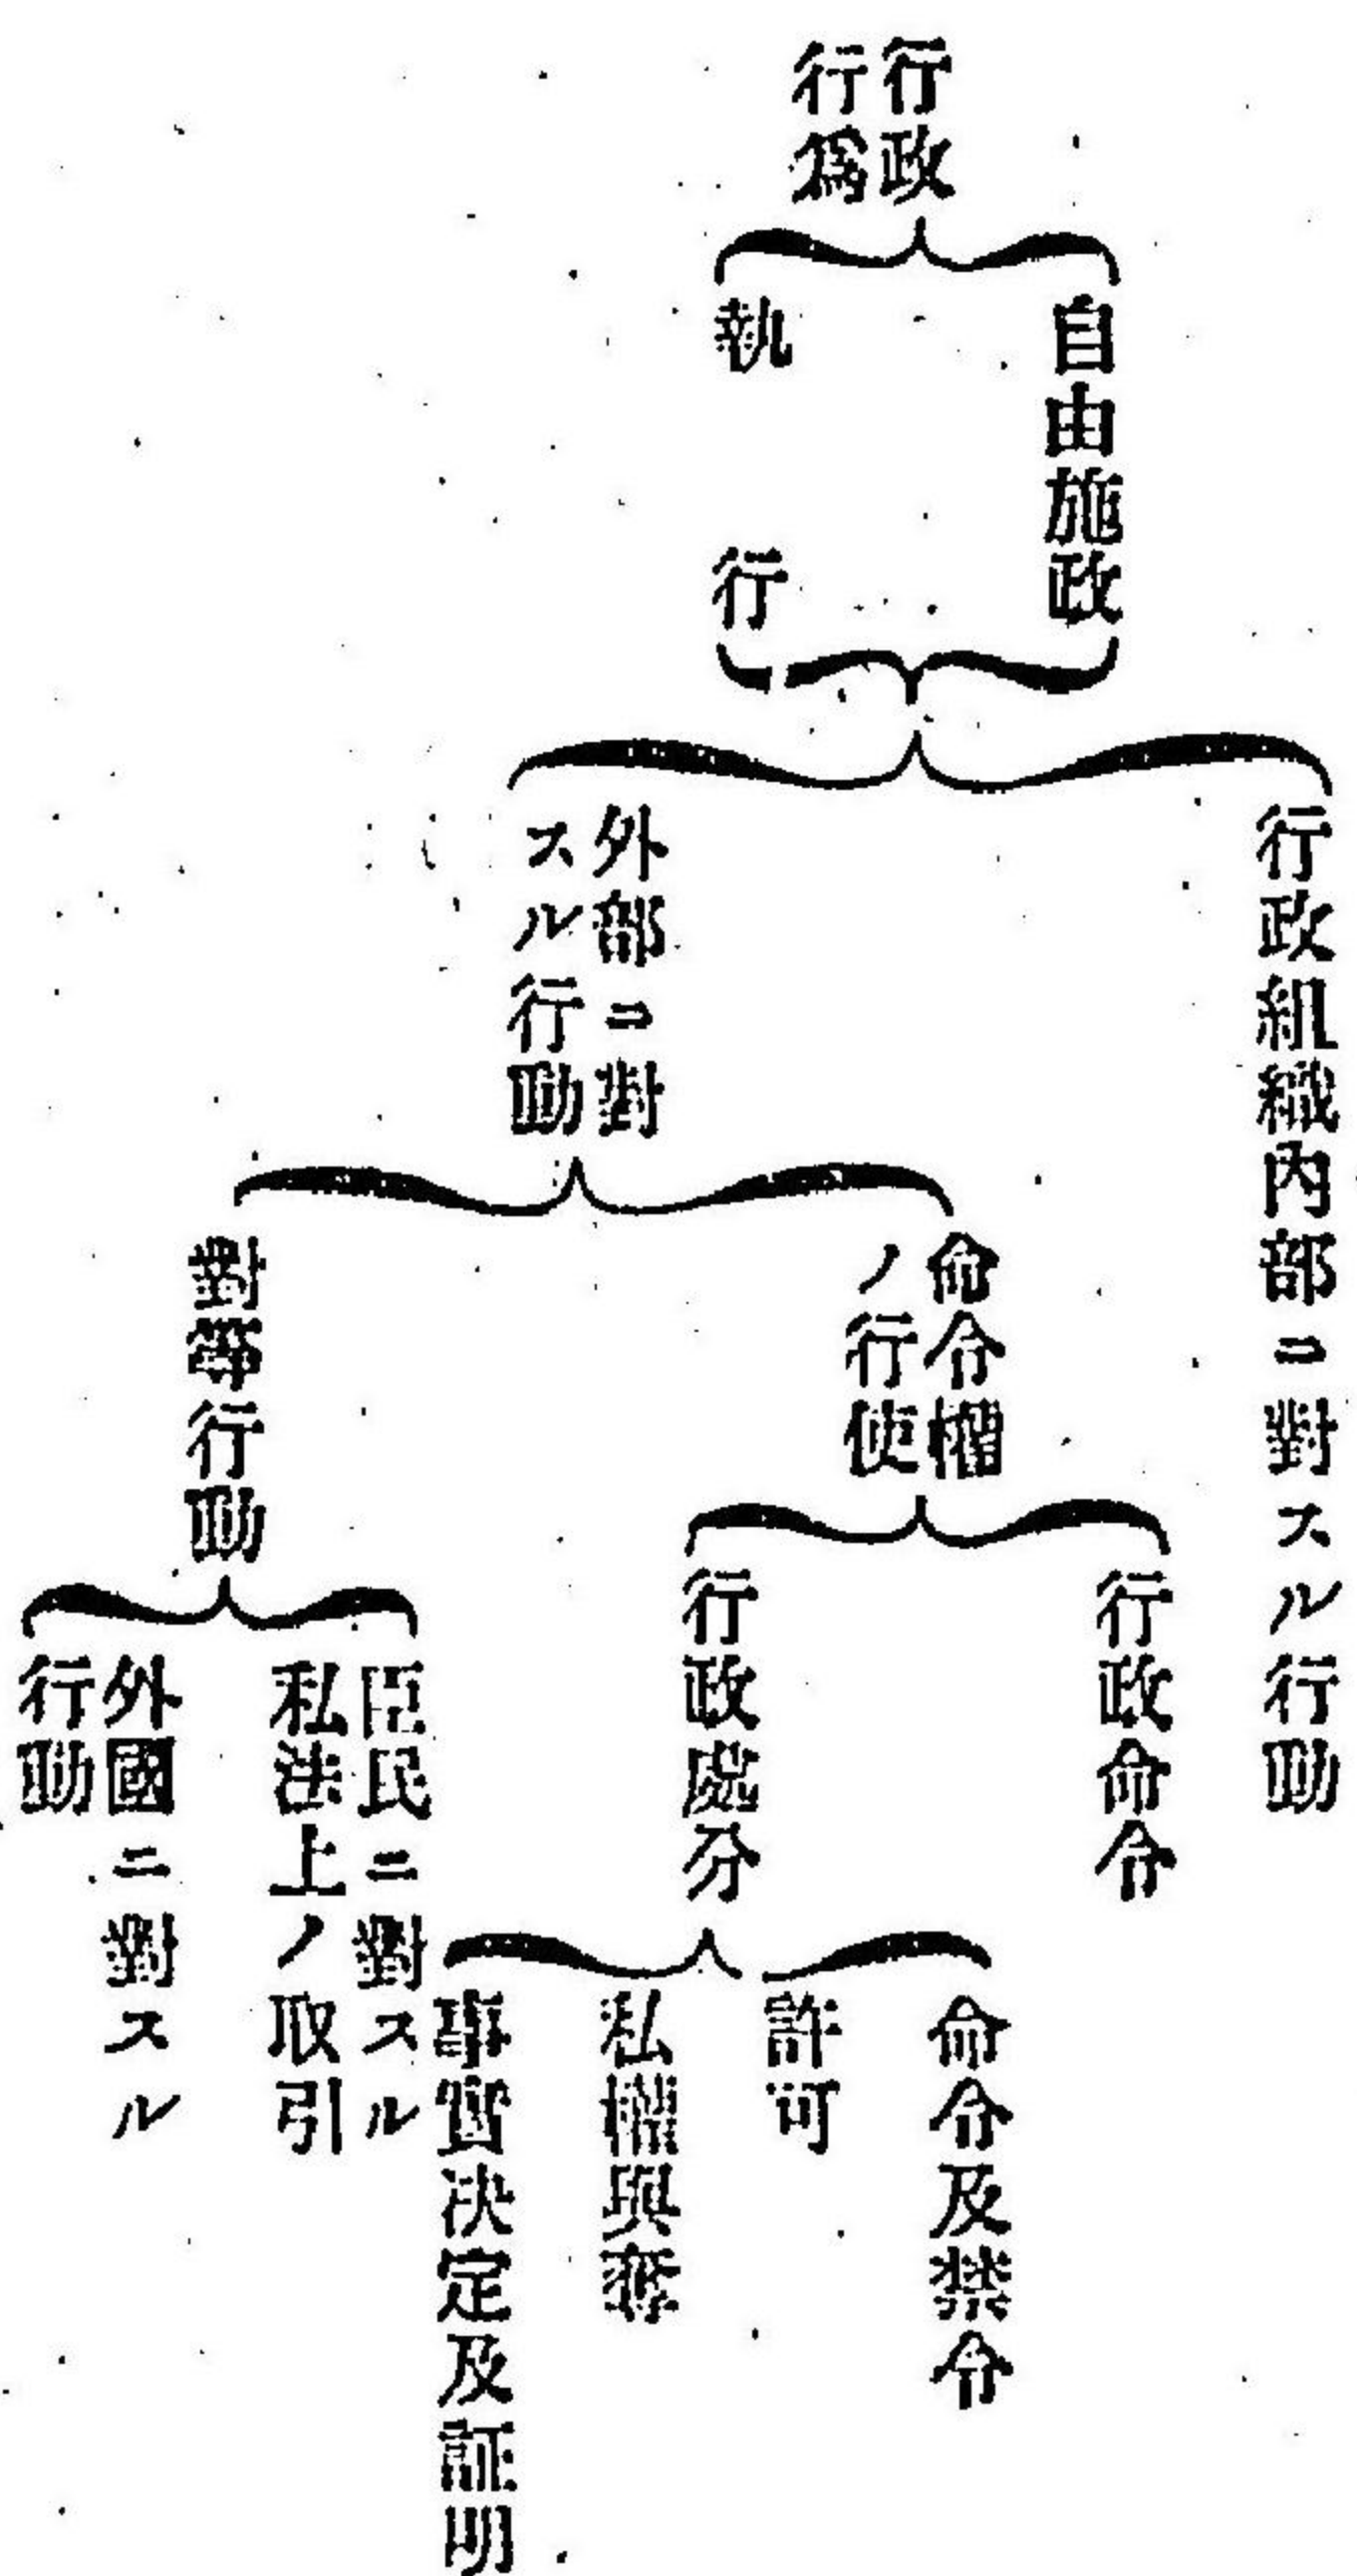 行政
行爲
自由施政
執行
行政組織內部ニ對スル行動
外部ニ對
スル行動
命令權
ノ行使
行政命令
行政處分
命令及禁令
許可
私權與奪
事實決定及証明
對等行動
臣民ニ對スル
私法上ノ取引
外國ニ對スル
行動